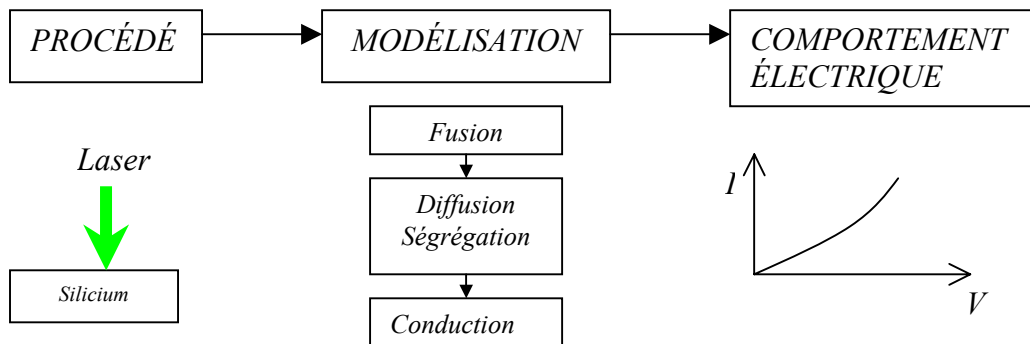 PROCÉDÉ
MODÉLISATION
COMPORTEMENT
ÉLECTRIQUE
Laser
Silicium
Fusion
Diffusion
Ségrégation
Conduction
I
V